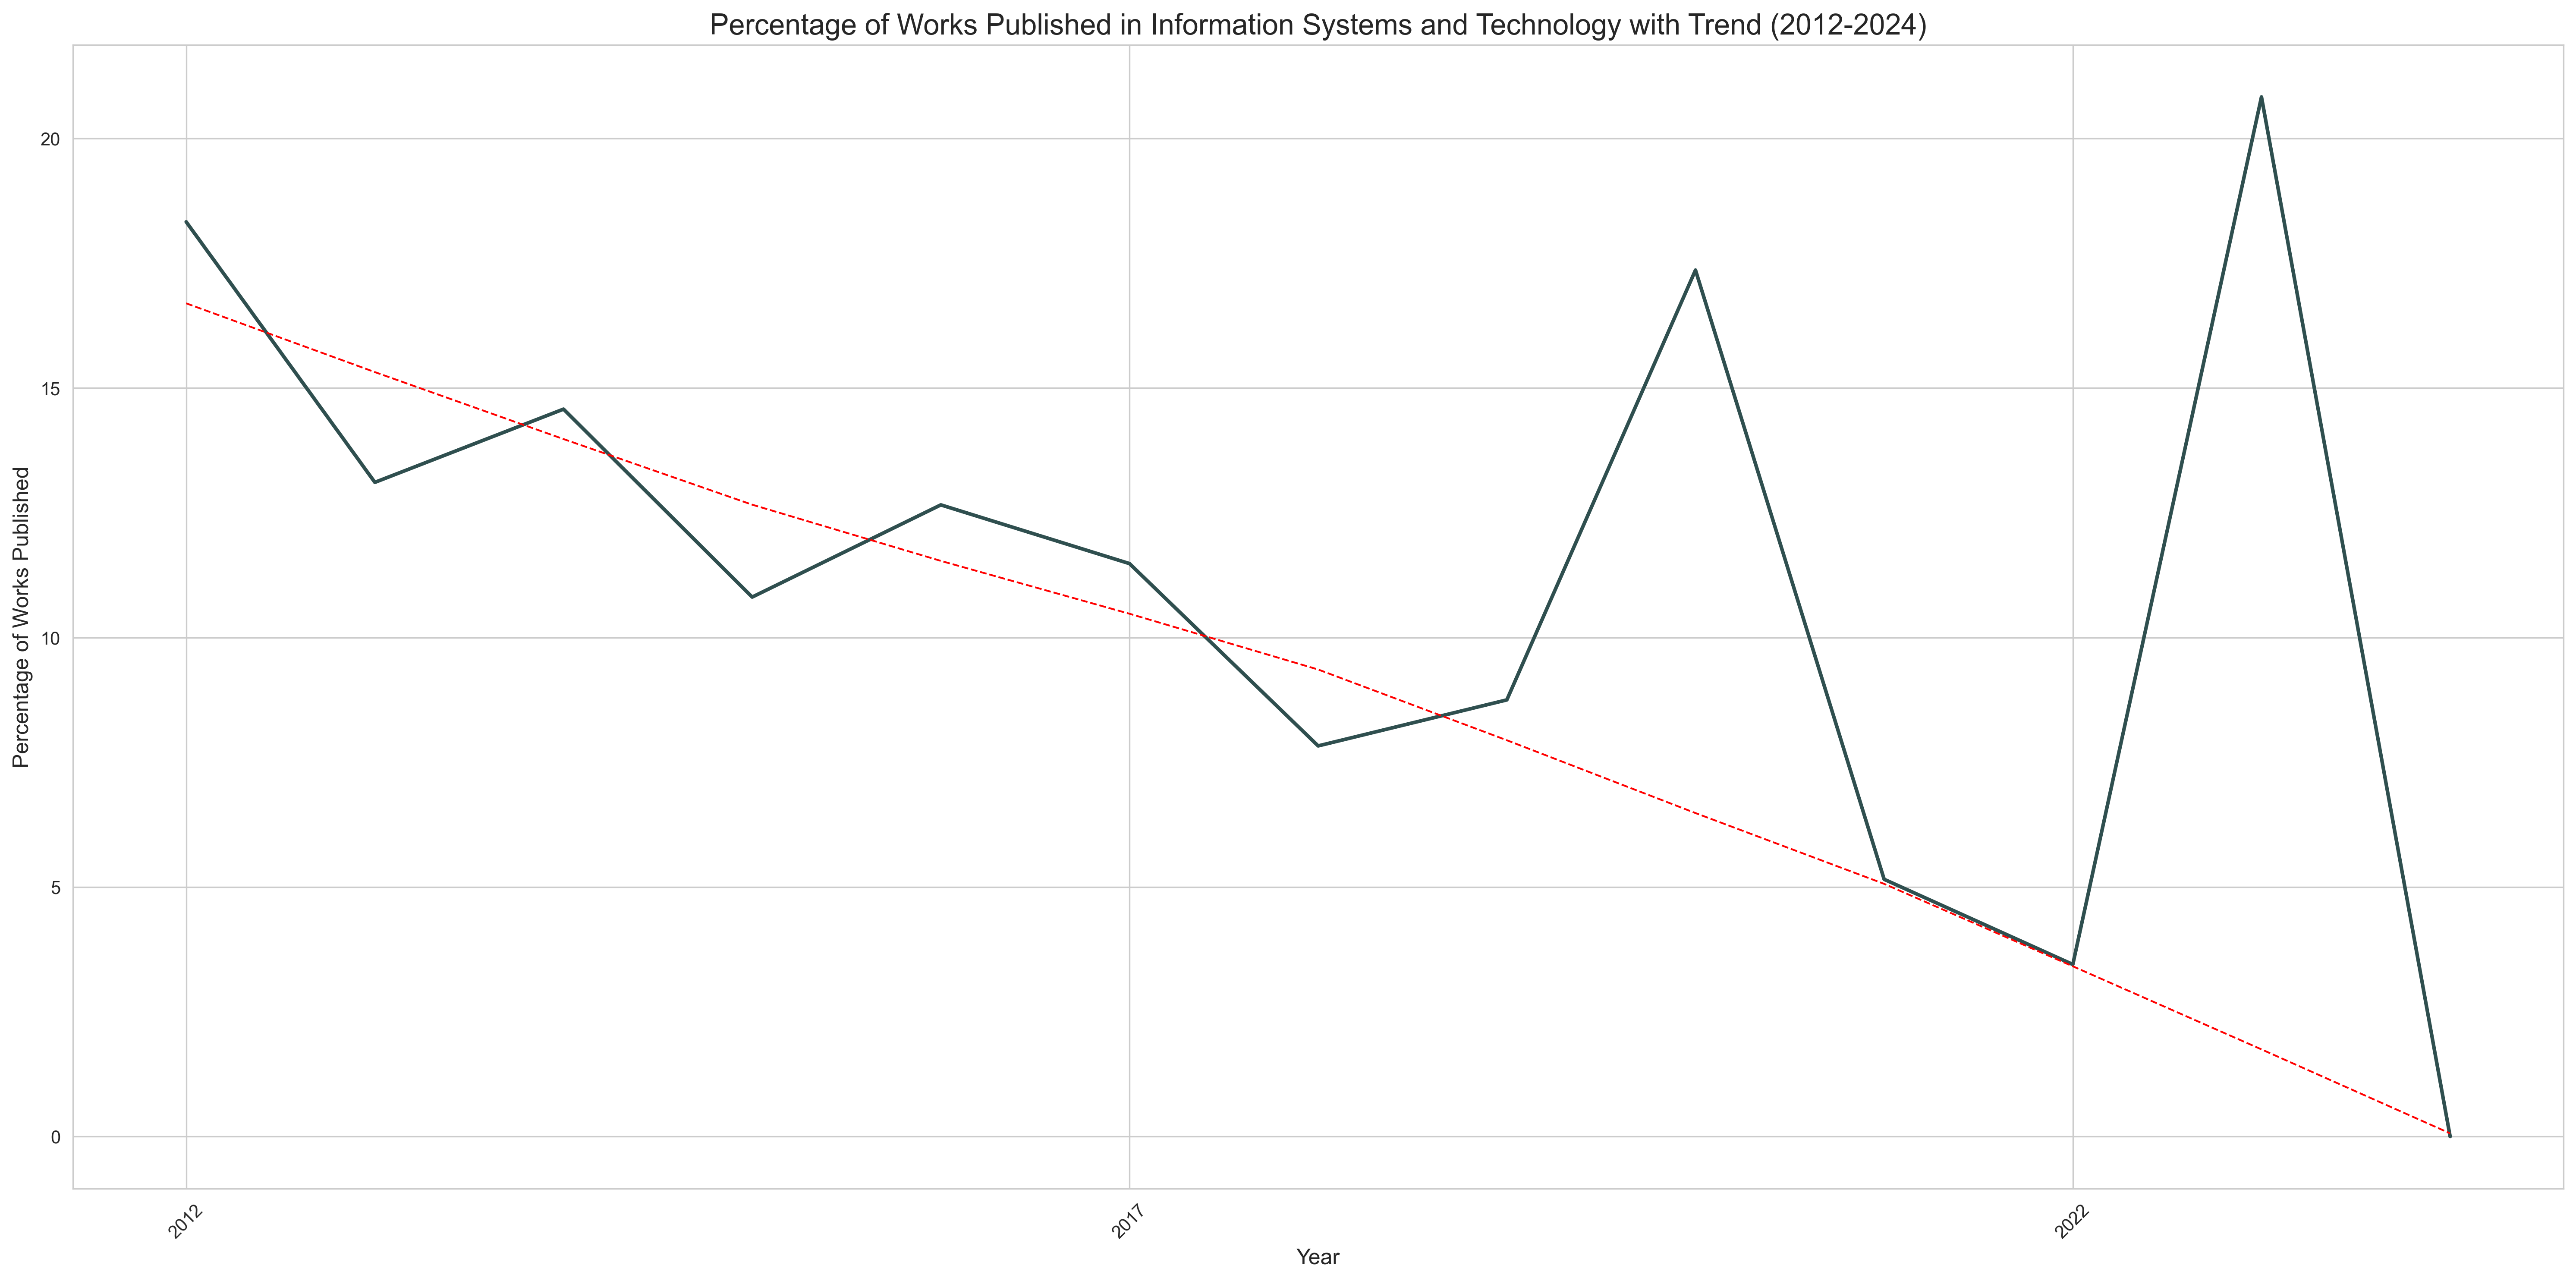 Percentage of Works Published in Information Systems and Technology with Trend (2012-2024)
Percentage of Works Published
20
15
10
5
0
2012
2017
2022
Year